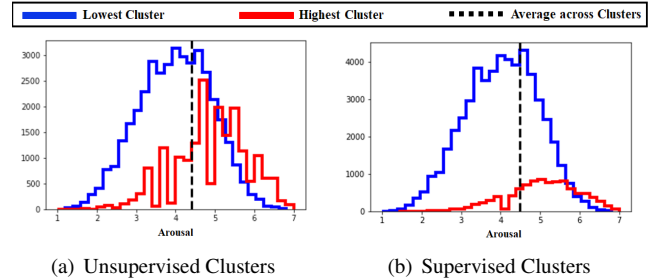 Lowest Cluster Highest Cluster Average across Clusters
3000
2500
2000
1500
1000
500
0
1 2 3 4 5 6 7
Arousal
4000
3000
2000
1000
0
1 2 3 4 5 6 7
Arousal
(a) Unsupervised Clusters
(b) Supervised Clusters